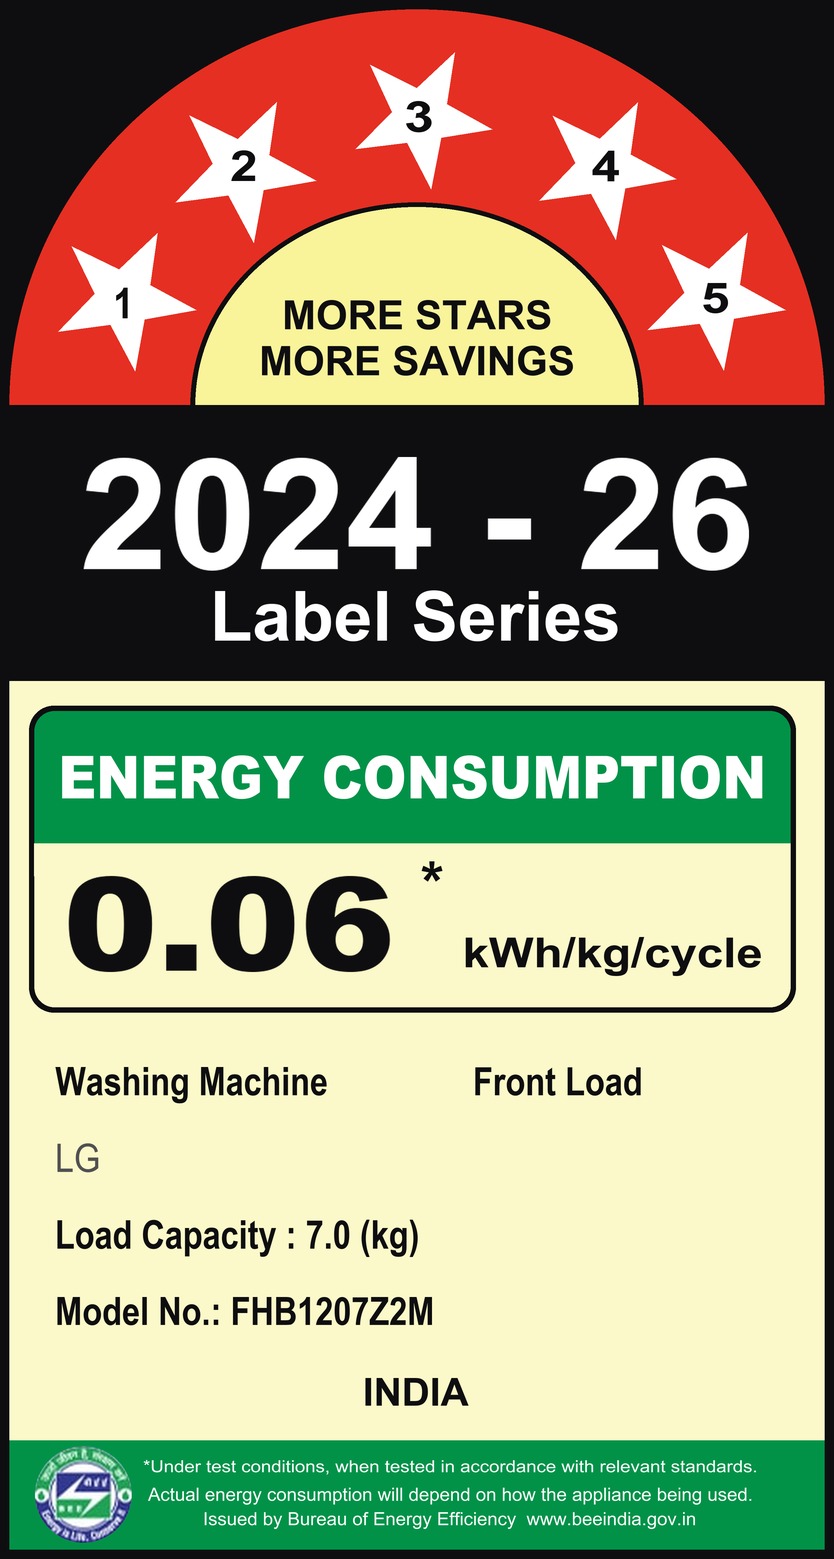 1
2
3
4
5
MORE STARS
MORE SAVINGS
2024 - 26
Label Series
ENERGY CONSUMPTION
0.06 * kWh/kg/cycle
Washing Machine Front Load
LG
Load Capacity : 7.0 (kg)
Model No.: FHB1207Z2M
INDIA
*Under test conditions, when tested in accordance with relevant standards.
Actual energy consumption will depend on how the appliance being used.
Issued by Bureau of Energy Efficiency www.beeindia.gov.in